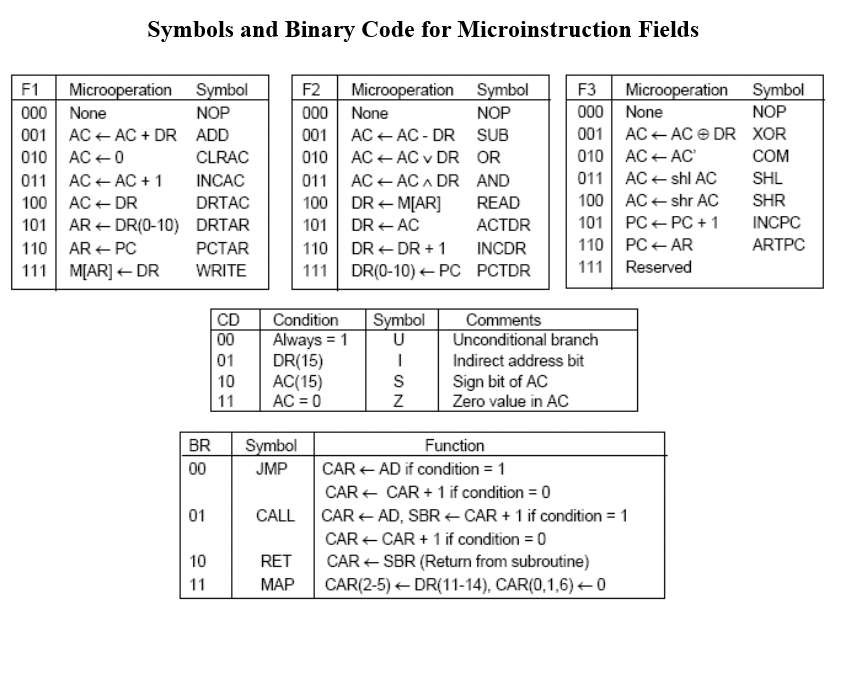 Symbols and Binary Code for Microinstruction Fields
F1 Microoperation Symbol
000 None NOP
001 AC ← AC + DR ADD
010 AC ← 0 CLRAC
011 AC ← AC + 1 INCAC
100 AC ← DR DRTAC
101 AR ← DR(0-10) DRTAR
110 AR ← PC PCTAR
111 M[AR] ← DR WRITE
F2 Microoperation Symbol
000 None NOP
001 AC ← AC - DR SUB
010 AC ← AC ∨ DR OR
011 AC ← AC ∧ DR AND
100 DR ← M[AR] READ
101 DR ← AC ACTDR
110 DR ← DR + 1 INCDR
111 DR(0-10) ← PC PCTDR
F3 Microoperation Symbol
000 None NOP
001 AC ← AC ⊕ DR XOR
010 AC ← AC' COM
011 AC ← shl AC SHL
100 AC ← shr AC SHR
101 PC ← PC + 1 INCPC
110 PC ← AR ARTPC
111 Reserved
CD Condition Symbol Comments
00 Always = 1 U Unconditional branch
01 DR(15) I Indirect address bit
10 AC(15) S Sign bit of AC
11 AC = 0 Z Zero value in AC
BR Symbol Function
00 JMP CAR ← AD if condition = 1
CAR ← CAR + 1 if condition = 0
01 CALL CAR ← AD, SBR ← CAR + 1 if condition = 1
CAR ← CAR + 1 if condition = 0
10 RET CAR ← SBR (Return from subroutine)
11 MAP CAR(2-5) ← DR(11-14), CAR(0,1,6) ← 0